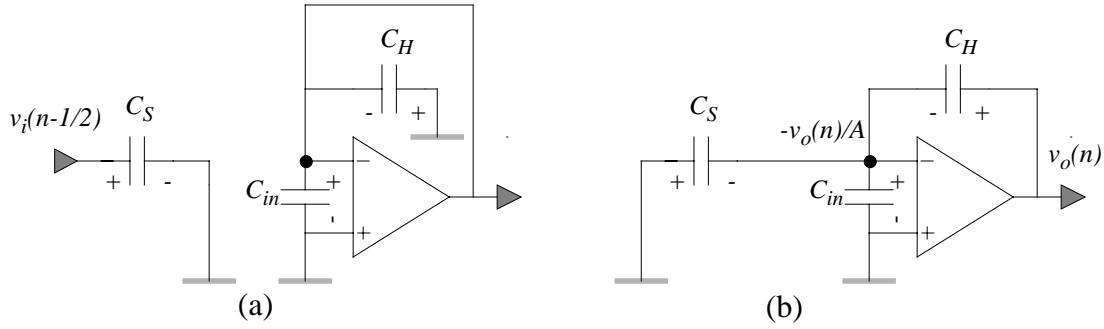 C_H
C_S
v_i(n-1/2)
+ -
- +
−
C_in
+
-
+
(a)
C_H
C_S
-v_o(n)/A
v_o(n)
- +
+ -
−
C_in
+
-
+
(b)